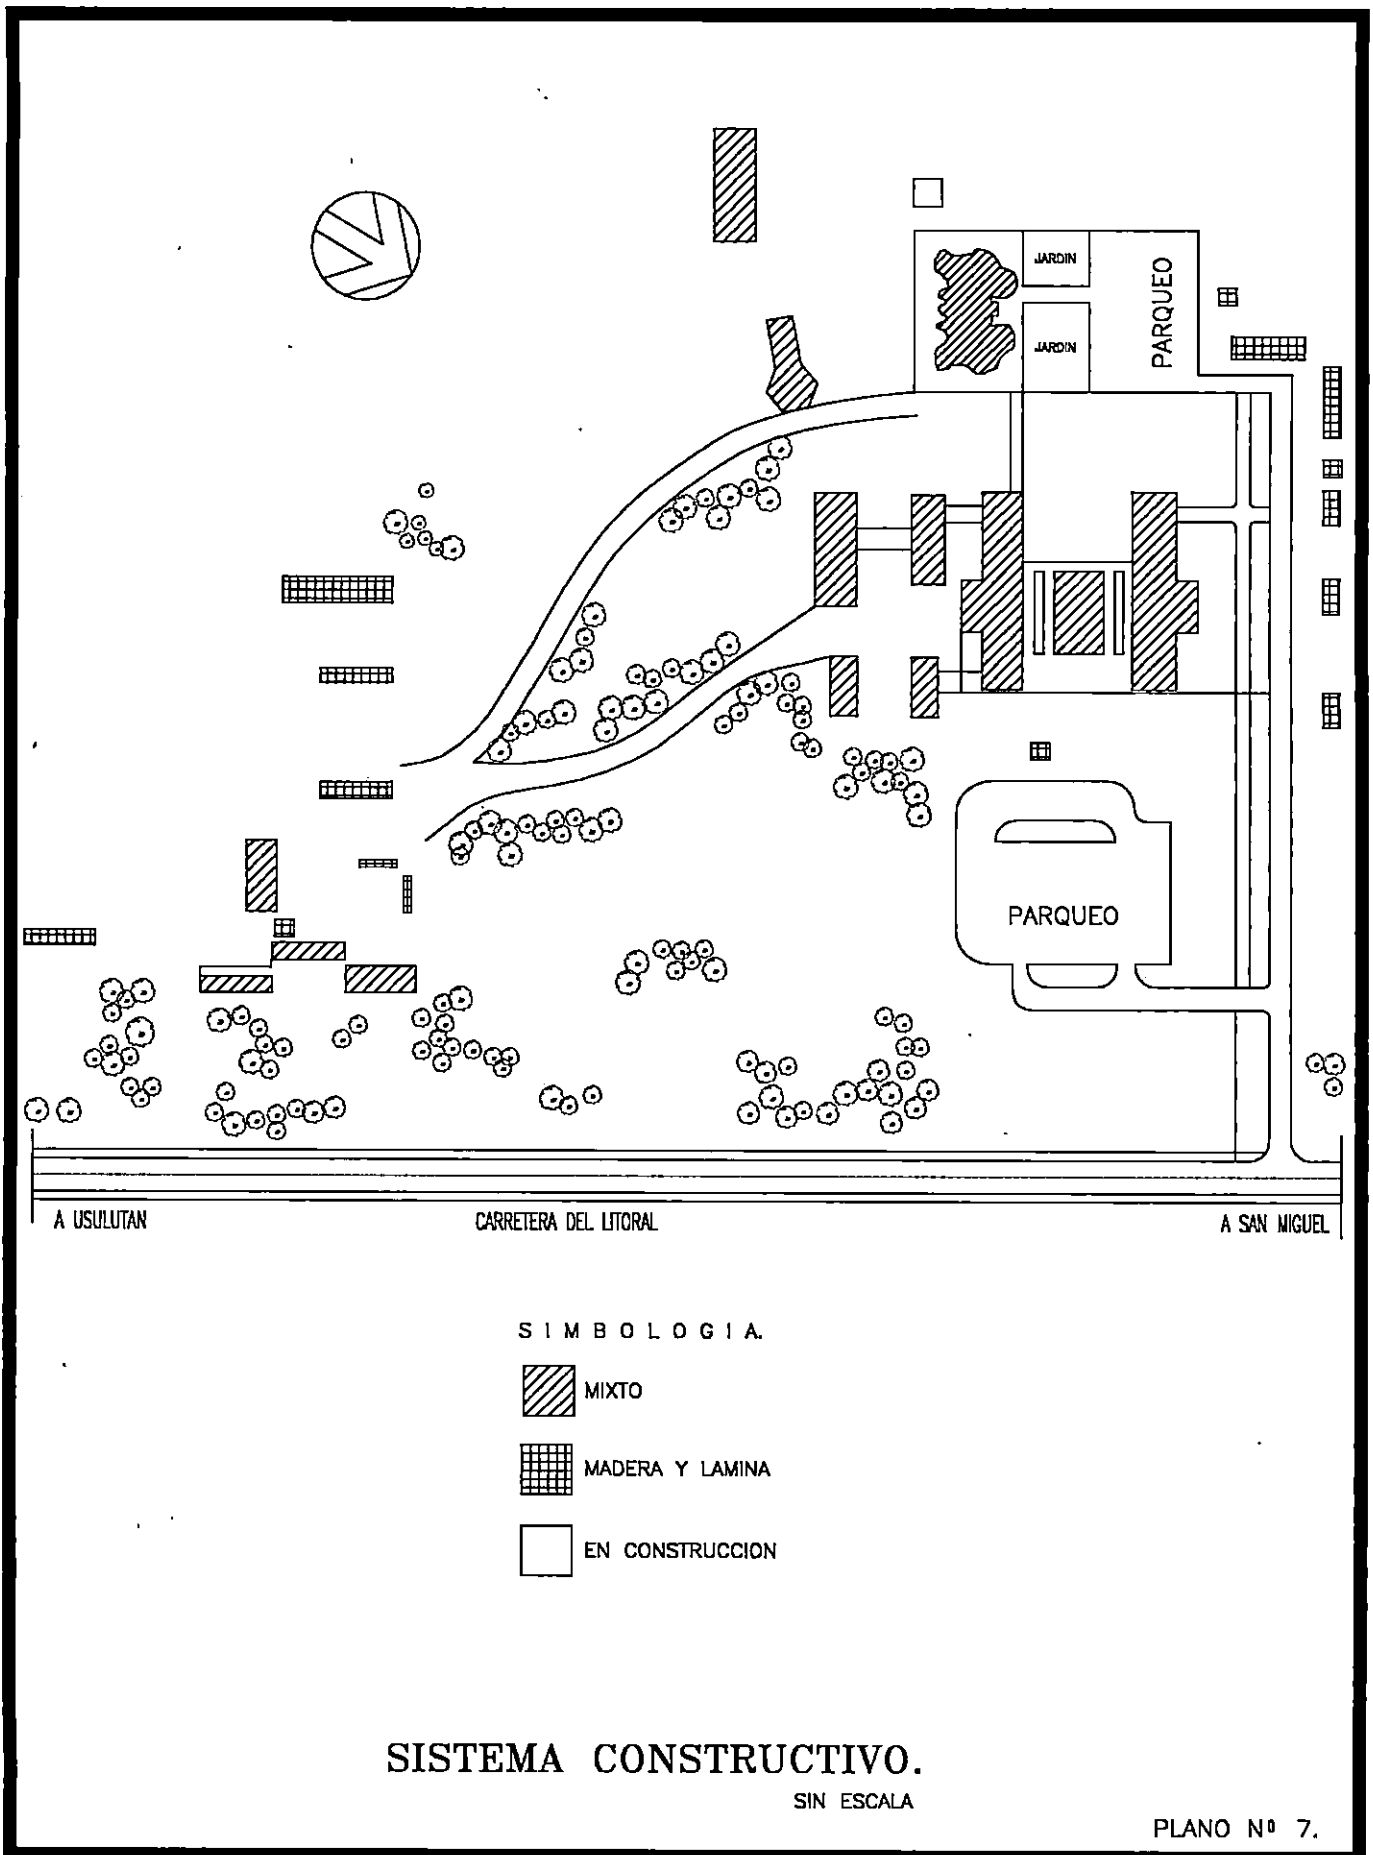 JARDIN
JARDIN
PARQUEO
PARQUEO
A USULUTAN
CARRETERA DEL LITORAL
A SAN MIGUEL
SIMBOLOGIA.
MIXTO
MADERA Y LAMINA
EN CONSTRUCCION
SISTEMA CONSTRUCTIVO.
SIN ESCALA
PLANO Nº 7.